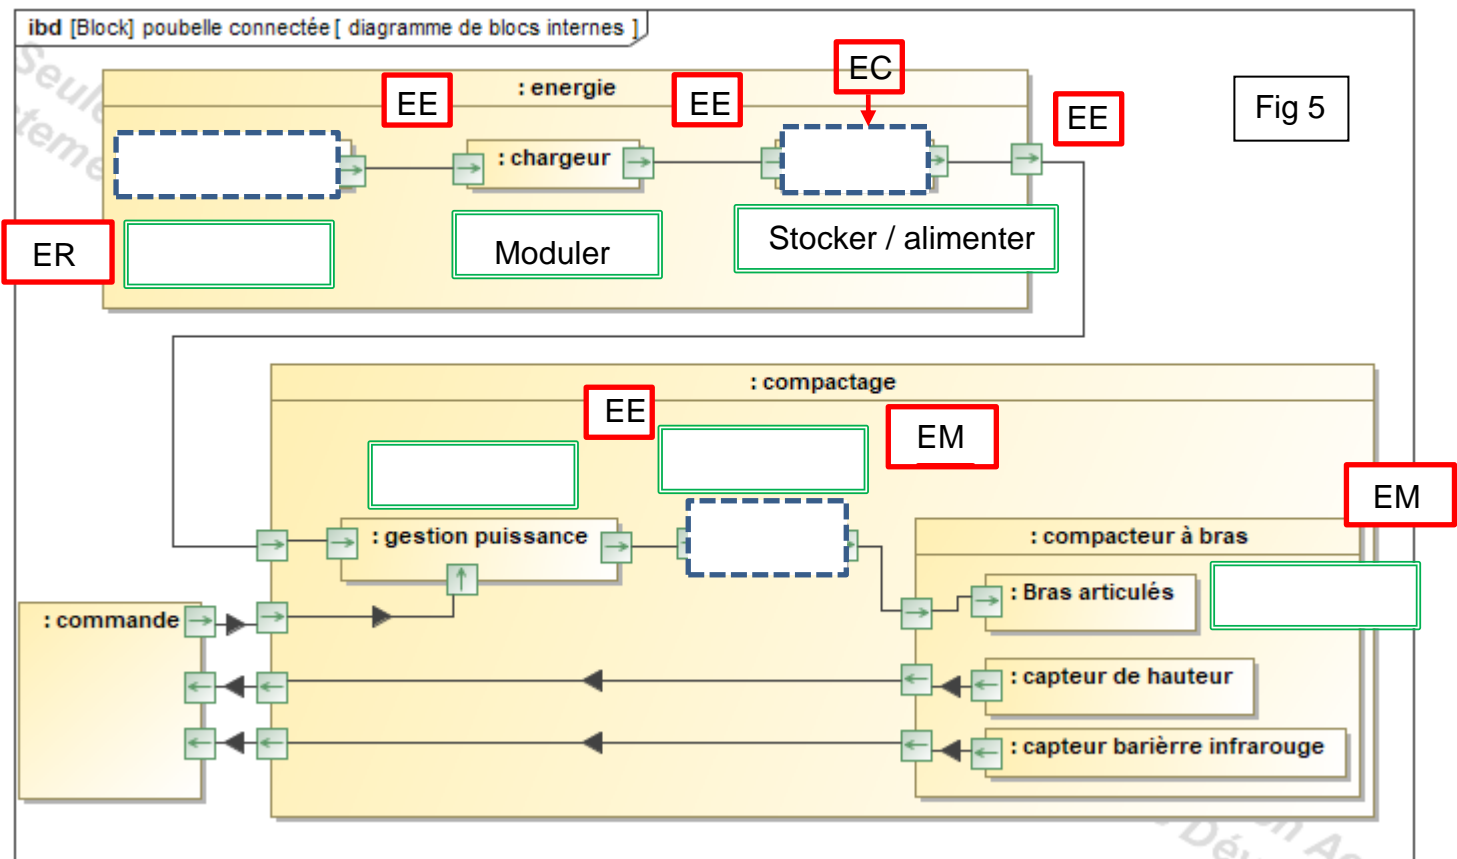 ibd [Block] poubelle connectée[ diagramme de blocs internes ]
: energie
EE
EE
EC
EE
Fig 5
: chargeur
ER
Moduler
Stocker / alimenter
: compactage
EE
EM
EM
: gestion puissance
: compacteur à bras
: Bras articulés
: commande
: capteur de hauteur
: capteur barièrre infrarouge